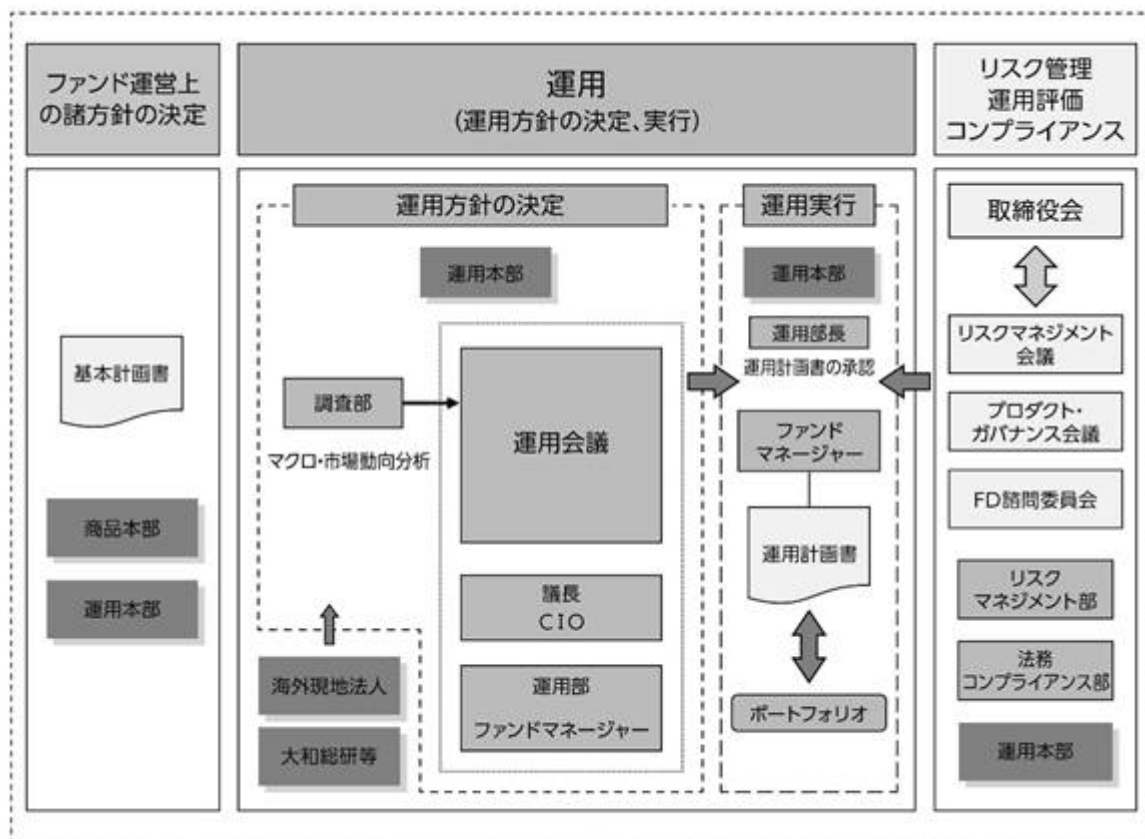 ファンド運営上
の諸方針の決定
運用
(運用方針の決定、実行)
リスク管理
運用評価
コンプライアンス
基本計画書
商品本部
運用本部
運用方針の決定
運用本部
調査部
マクロ・市場動向分析
運用会議
議長
CIO
運用部
ファンドマネージャー
海外現地法人
大和総研等
運用実行
運用本部
運用部長
運用計画書の承認
ファンド
マネージャー
運用計画書
ポートフォリオ
取締役会
リスクマネジメント
会議
プロダクト・
ガバナンス会議
FD諮問委員会
リスク
マネジメント部
法務
コンプライアンス部
運用本部